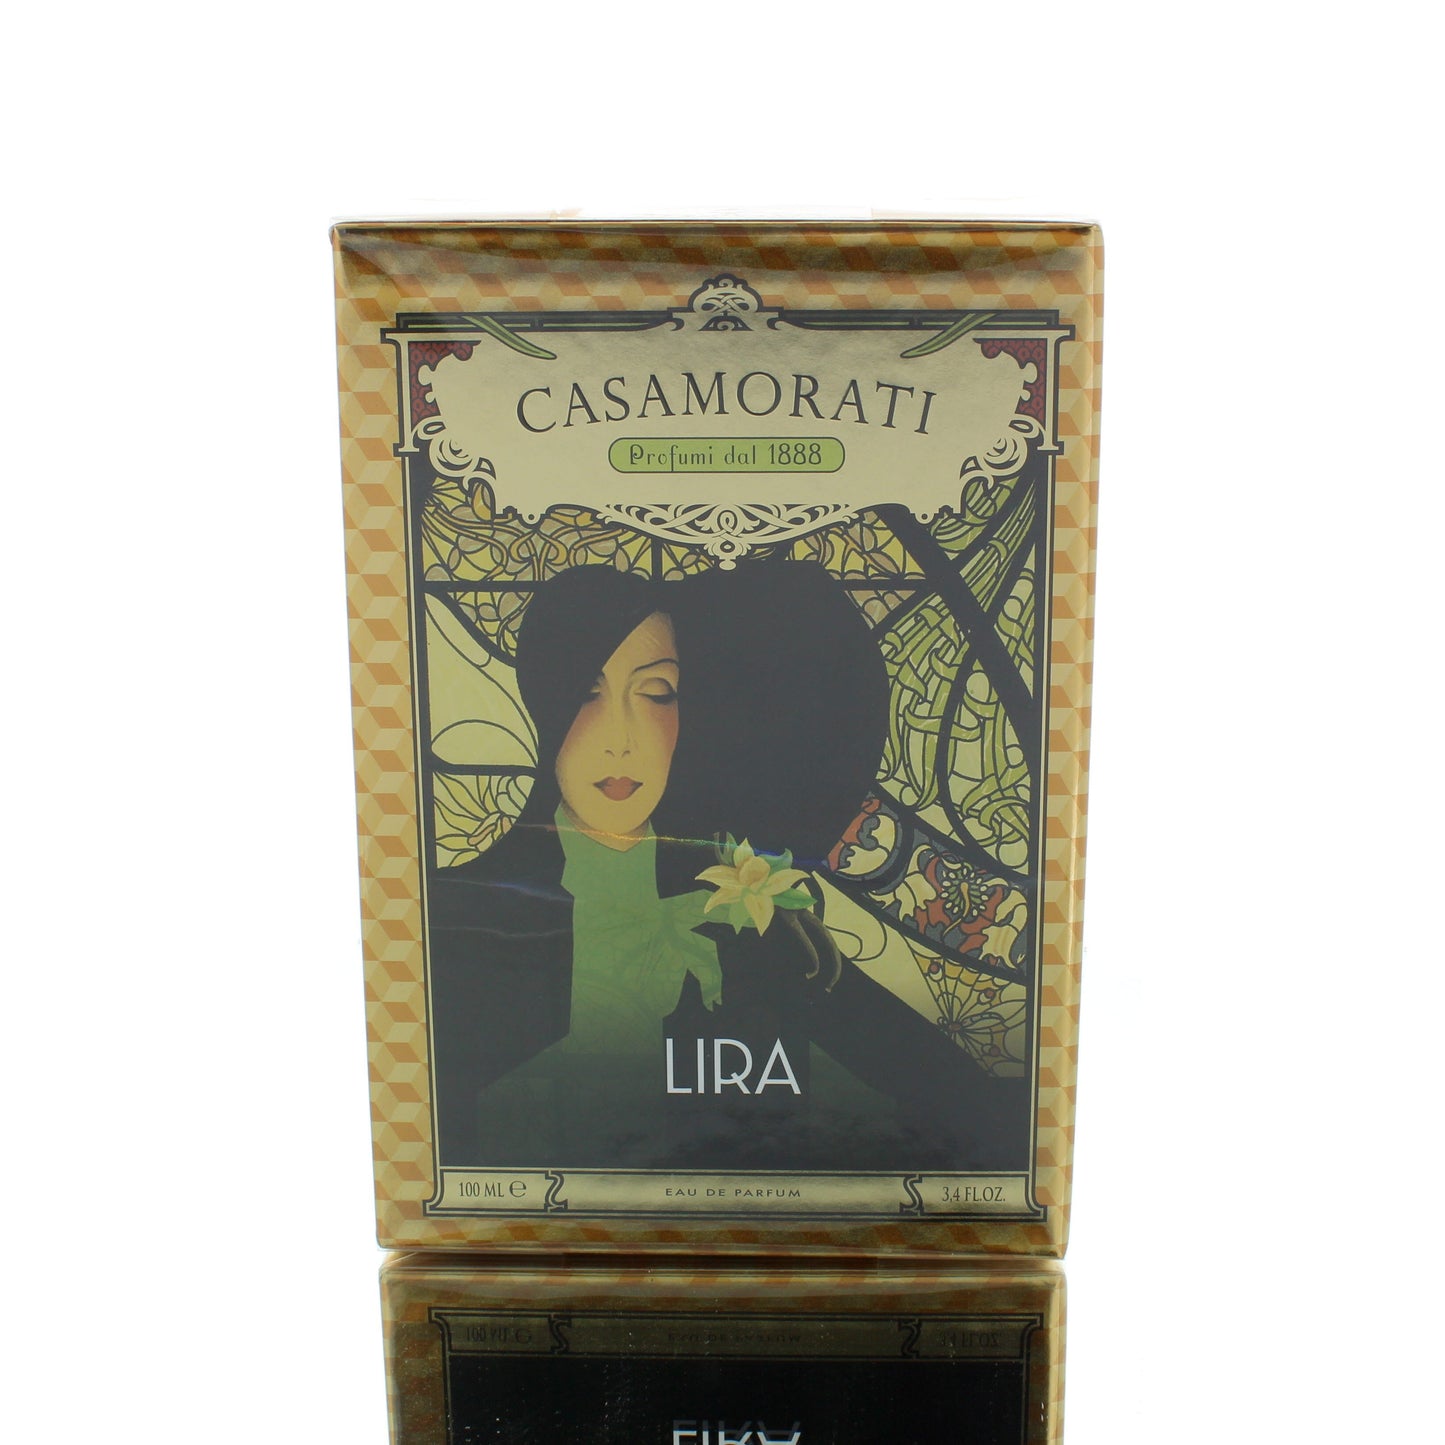 CASAMORATI
Profumi dal 1888
LIRA
100 ML ℮
EAU DE PARFUM
3,4 FL.OZ.